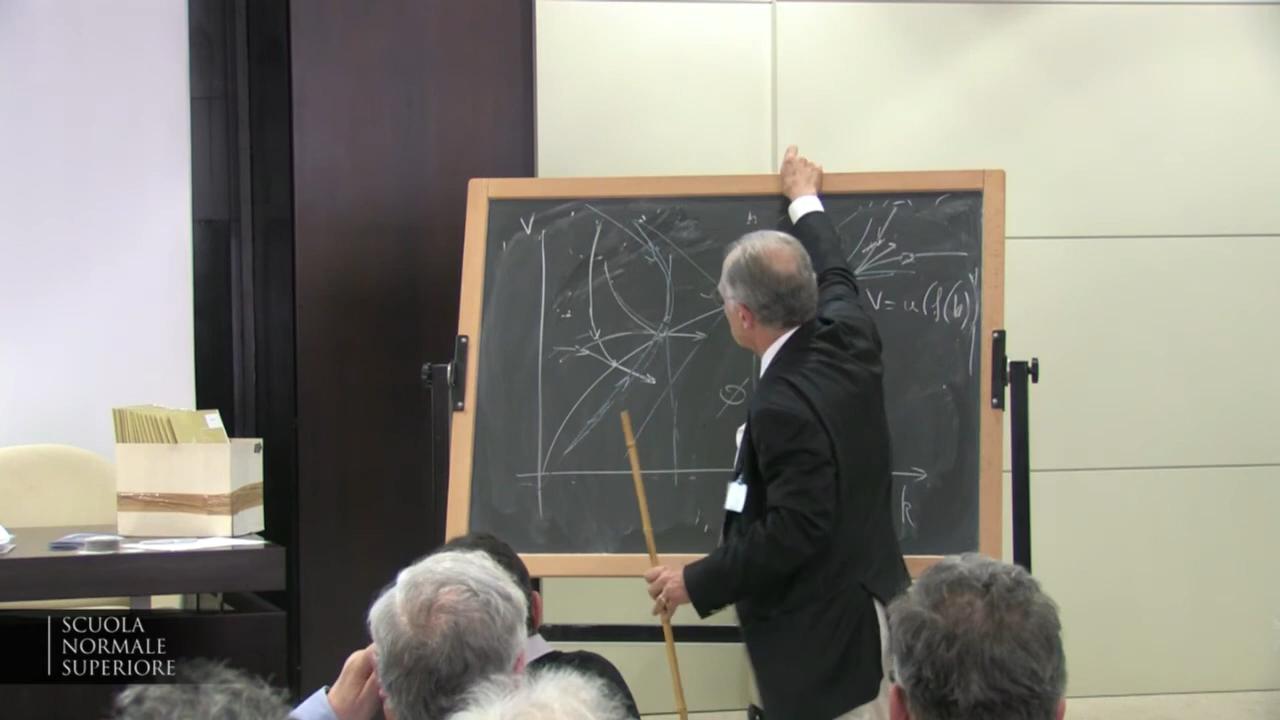 V
V = u(f(k))
φ
k
SCUOLA
NORMALE
SUPERIORE